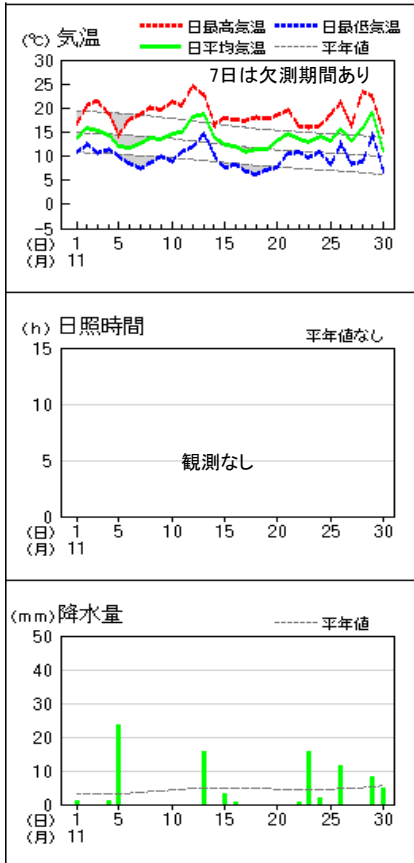 (℃) 気温
日最高気温 日最低気温
日平均気温 平年値
7日は欠測期間あり
30
25
20
15
10
5
0
-5
(日) 1 5 10 15 20 25 30
(月) 11
(h) 日照時間
平年値なし
15
10
観測なし
5
0
(日) 1 5 10 15 20 25 30
(月) 11
(mm) 降水量
平年値
50
40
30
20
10
0
(日) 1 5 10 15 20 25 30
(月) 11